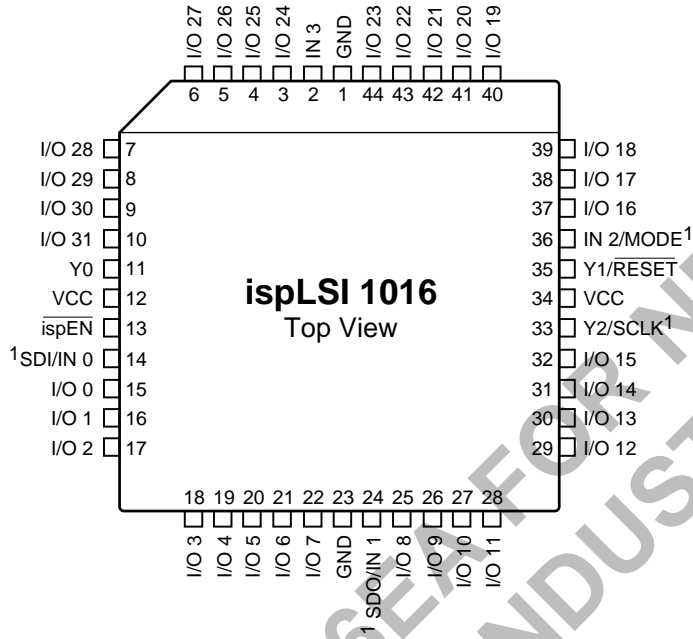 I/O 27
I/O 26
I/O 25
I/O 24
IN 3
GND
I/O 23
I/O 22
I/O 21
I/O 20
I/O 19
6 5 4 3 2 1 44 43 42 41 40
I/O 28 7
I/O 29 8
I/O 30 9
I/O 31 10
Y0 11
VCC 12
ispEN 13
1SDI/IN 0 14
I/O 0 15
I/O 1 16
I/O 2 17
ispLSI 1016
Top View
39 I/O 18
38 I/O 17
37 I/O 16
36 IN 2/MODE1
35 Y1/RESET
34 VCC
33 Y2/SCLK1
32 I/O 15
31 I/O 14
30 I/O 13
29 I/O 12
18 19 20 21 22 23 24 25 26 27 28
I/O 3
I/O 4
I/O 5
I/O 6
I/O 7
GND
1 SDO/IN 1
I/O 8
I/O 9
I/O 10
I/O 11
6EA FOR N
NDUST